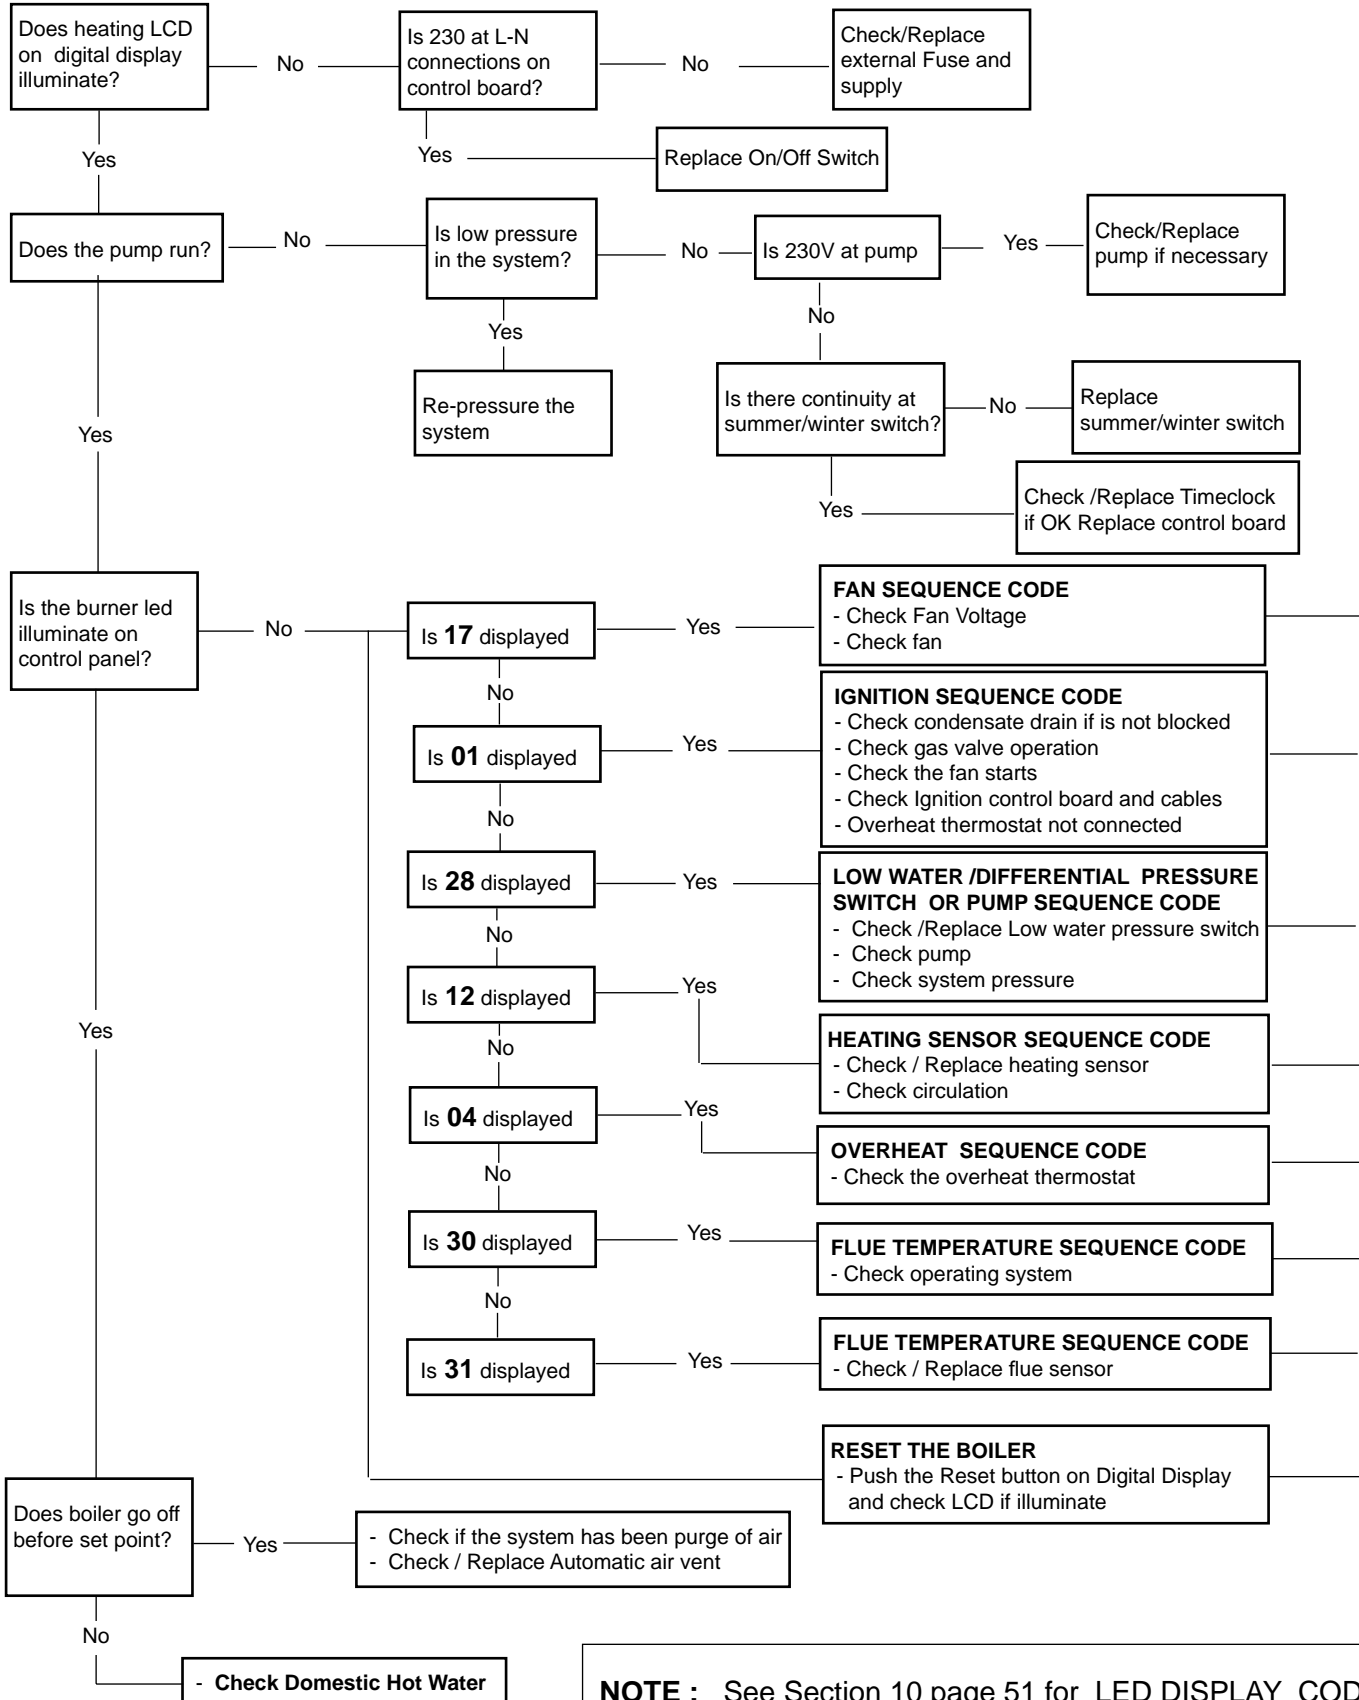 Does heating LCD
on digital display
illuminate?
No
Is 230 at L-N
connections on
control board?
No
Check/Replace
external Fuse and
supply
Yes
Yes
Replace On/Off Switch
Does the pump run?
No
Is low pressure
in the system?
No
Is 230V at pump
Yes
Check/Replace
pump if necessary
Yes
No
Re-pressure the
system
Is there continuity at
summer/winter switch?
No
Replace
summer/winter switch
Yes
Yes
Check /Replace Timeclock
if OK Replace control board
Is the burner led
illuminate on
control panel?
No
Is 17 displayed
Yes
FAN SEQUENCE CODE
- Check Fan Voltage
- Check fan
No
Is 01 displayed
Yes
IGNITION SEQUENCE CODE
- Check condensate drain if is not blocked
- Check gas valve operation
- Check the fan starts
- Check Ignition control board and cables
- Overheat thermostat not connected
No
Is 28 displayed
Yes
LOW WATER /DIFFERENTIAL PRESSURE
SWITCH OR PUMP SEQUENCE CODE
- Check /Replace Low water pressure switch
- Check pump
- Check system pressure
No
Is 12 displayed
Yes
HEATING SENSOR SEQUENCE CODE
- Check / Replace heating sensor
- Check circulation
Yes
No
Is 04 displayed
Yes
OVERHEAT SEQUENCE CODE
- Check the overheat thermostat
No
Is 30 displayed
Yes
FLUE TEMPERATURE SEQUENCE CODE
- Check operating system
No
Is 31 displayed
Yes
FLUE TEMPERATURE SEQUENCE CODE
- Check / Replace flue sensor
RESET THE BOILER
- Push the Reset button on Digital Display
and check LCD if illuminate
Does boiler go off
before set point?
Yes
- Check if the system has been purge of air
- Check / Replace Automatic air vent
No
- Check Domestic Hot Water
NOTE : See Section 10 page 51 for LED DISPLAY COD